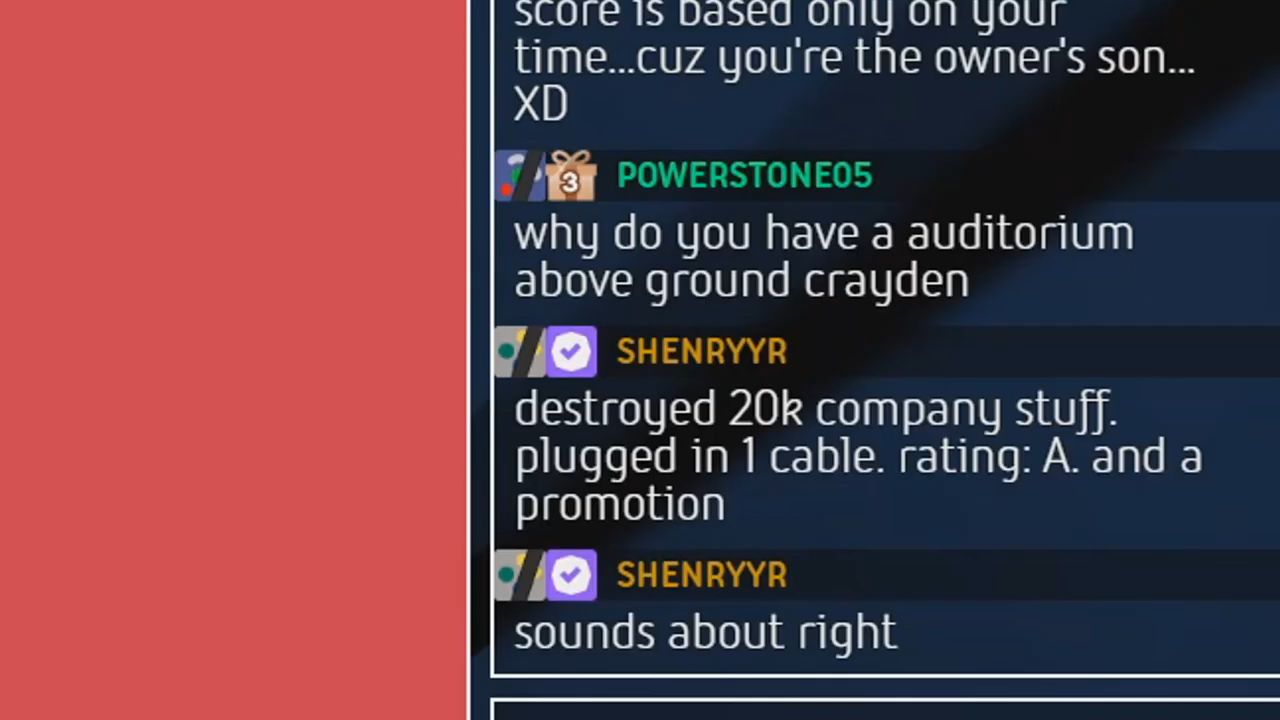 score is based only on your
time...cuz you're the owner's son...
XD
3 POWERSTONE05
why do you have a auditorium
above ground crayden
SHENRYYR
destroyed 20k company stuff.
plugged in 1 cable. rating: A. and a
promotion
SHENRYYR
sounds about right